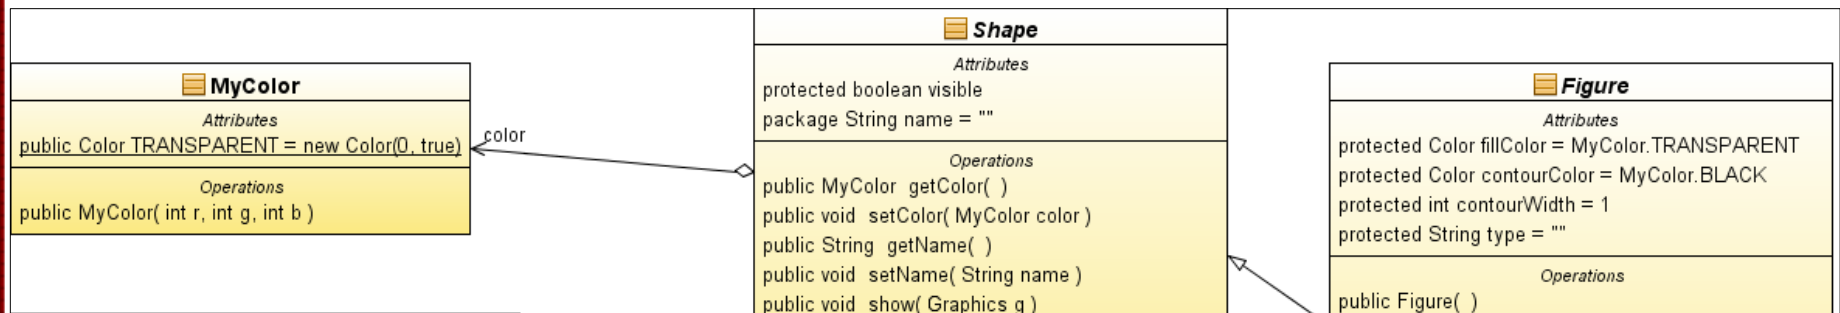 MyColor
Attributes
public Color TRANSPARENT = new Color(0, true)
Operations
public MyColor( int r, int g, int b )
color
Shape
Attributes
protected boolean visible
package String name = ""
Operations
public MyColor getColor( )
public void setColor( MyColor color )
public String getName( )
public void setName( String name )
public void show( Graphics g )
Figure
Attributes
protected Color fillColor = MyColor.TRANSPARENT
protected Color contourColor = MyColor.BLACK
protected int contourWidth = 1
protected String type = ""
Operations
public Figure( )